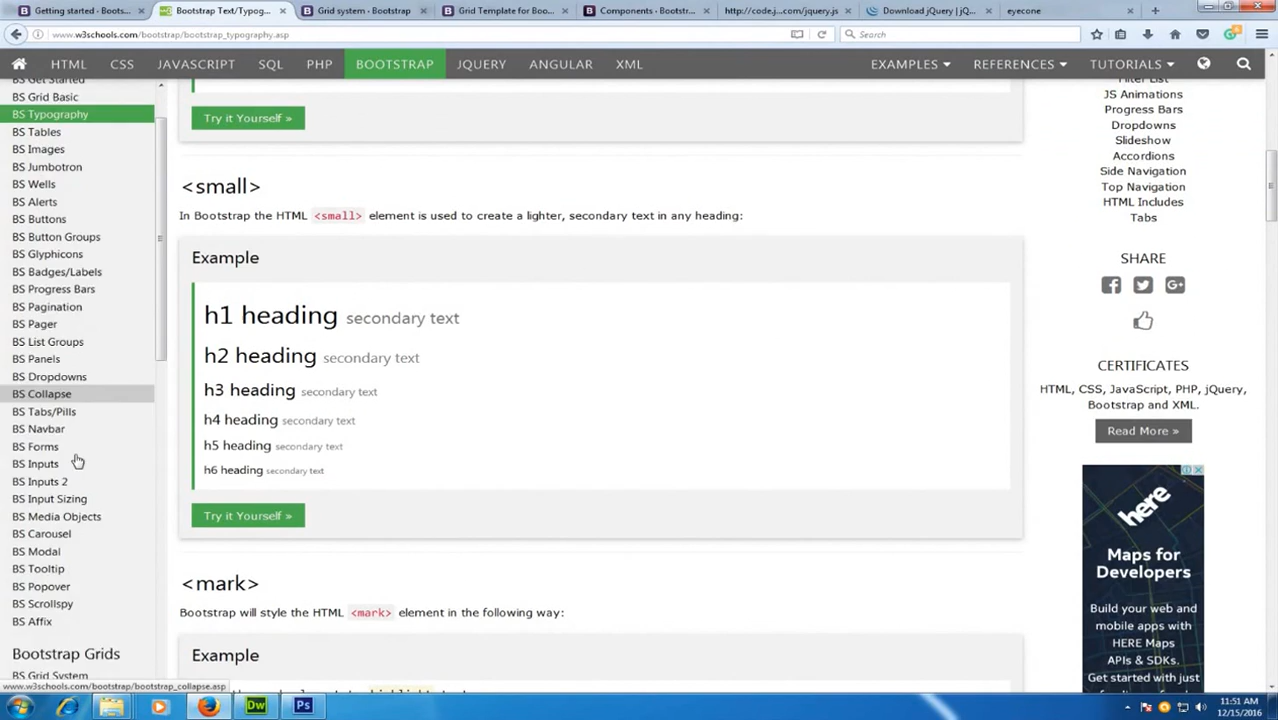 Getting started · Boots...
Bootstrap Text/Typog...
Grid system · Bootstrap
Grid Template for Boo...
Components · Bootstr...
http://code.j....com/jquery.js
Download jQuery | jQ...
eyecone
www.w3schools.com/bootstrap/bootstrap_typography.asp
Search
HTML CSS JAVASCRIPT SQL PHP BOOTSTRAP JQUERY ANGULAR XML EXAMPLES REFERENCES TUTORIALS
BS Get Started
BS Grid Basic
BS Typography
BS Tables
BS Images
BS Jumbotron
BS Wells
BS Alerts
BS Buttons
BS Button Groups
BS Glyphicons
BS Badges/Labels
BS Progress Bars
BS Pagination
BS Pager
BS List Groups
BS Panels
BS Dropdowns
BS Collapse
BS Tabs/Pills
BS Navbar
BS Forms
BS Inputs
BS Inputs 2
BS Input Sizing
BS Media Objects
BS Carousel
BS Modal
BS Tooltip
BS Popover
BS Scrollspy
BS Affix
Bootstrap Grids
BS Grid System
www.w3schools.com/bootstrap/bootstrap_collapse.asp
Try it Yourself »
<small>
In Bootstrap the HTML <small> element is used to create a lighter, secondary text in any heading:
Example
h1 heading secondary text
h2 heading secondary text
h3 heading secondary text
h4 heading secondary text
h5 heading secondary text
h6 heading secondary text
Try it Yourself »
<mark>
Bootstrap will style the HTML <mark> element in the following way:
Example
Filter List
JS Animations
Progress Bars
Dropdowns
Slideshow
Accordions
Side Navigation
Top Navigation
HTML Includes
Tabs
SHARE
CERTIFICATES
HTML, CSS, JavaScript, PHP, jQuery,
Bootstrap and XML.
Read More »
here
Maps for
Developers
Build your web and
mobile apps with
HERE Maps
APIs & SDKs.
Get started with just
Dw
Ps
11:51 AM
12/15/2016